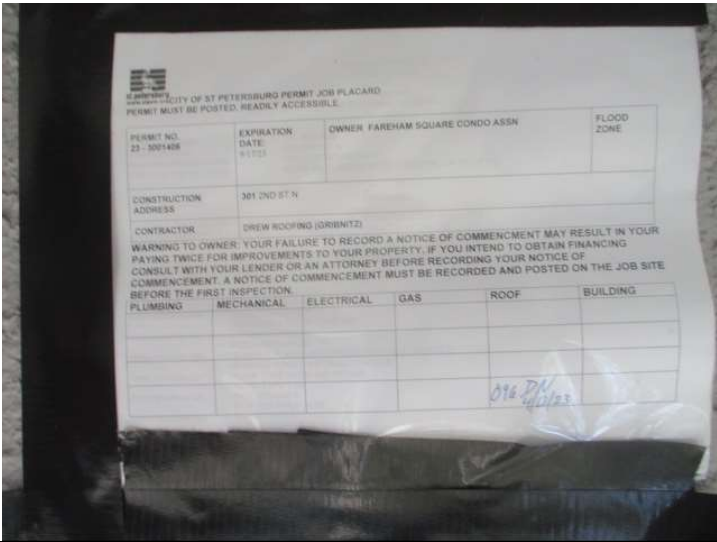 st.petersburg
CITY OF ST PETERSBURG PERMIT JOB PLACARD
PERMIT MUST BE POSTED, READILY ACCESSIBLE
PERMIT NO.
23 - 3001406
EXPIRATION
DATE:
OWNER FAREHAM SQUARE CONDO ASSN
FLOOD
ZONE
CONSTRUCTION
ADDRESS
301 2ND ST N
CONTRACTOR
DREW ROOFING (GRIBNITZ)
WARNING TO OWNER: YOUR FAILURE TO RECORD A NOTICE OF COMMENCMENT MAY RESULT IN YOUR
PAYING TWICE FOR IMPROVEMENTS TO YOUR PROPERTY. IF YOU INTEND TO OBTAIN FINANCING
CONSULT WITH YOUR LENDER OR AN ATTORNEY BEFORE RECORDING YOUR NOTICE OF
COMMENCEMENT. A NOTICE OF COMMENCEMENT MUST BE RECORDED AND POSTED ON THE JOB SITE
BEFORE THE FIRST INSPECTION.
PLUMBING MECHANICAL ELECTRICAL GAS ROOF BUILDING
096 DN